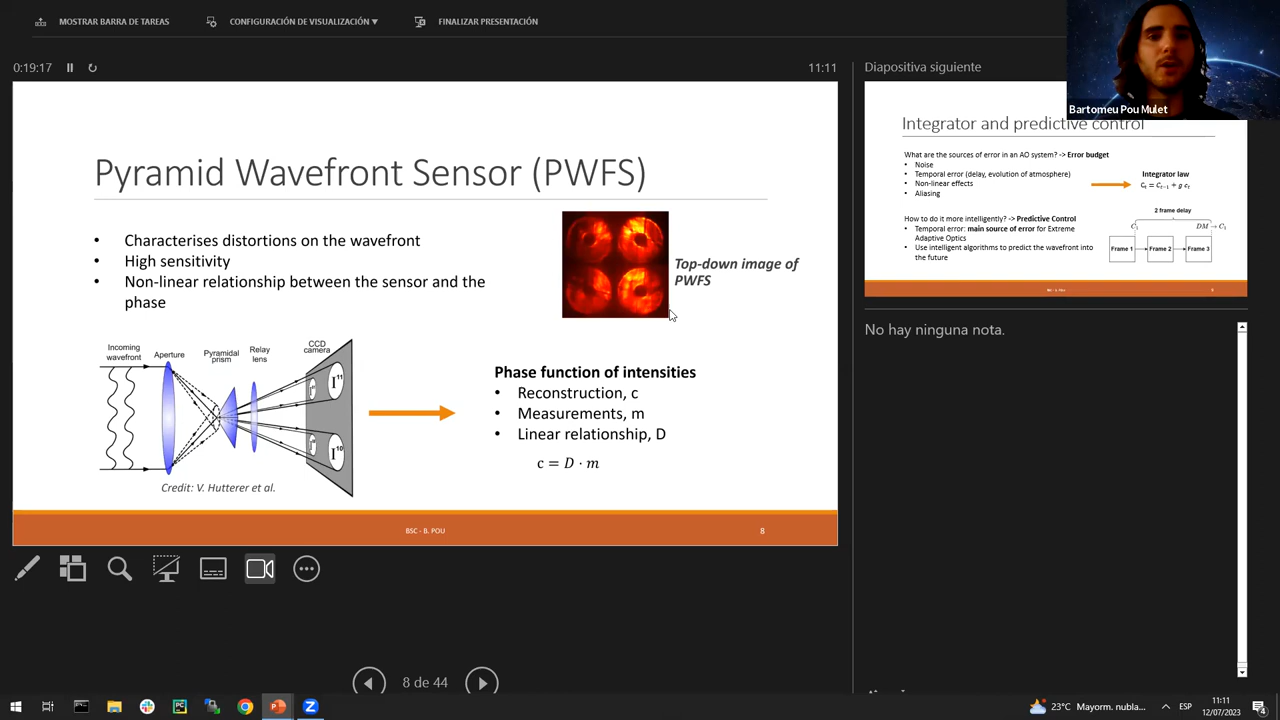 MOSTRAR BARRA DE TAREAS
CONFIGURACIÓN DE VISUALIZACIÓN ▼
FINALIZAR PRESENTACIÓN
0:19:17
11:11
Pyramid Wavefront Sensor (PWFS)
• Characterises distortions on the wavefront
• High sensitivity
• Non-linear relationship between the sensor and the
phase
Top-down image of
PWFS
Incoming
wavefront
Aperture
Pyramidal
prism
Relay
lens
CCD
camera
I¹¹
I¹⁰
Credit: V. Hutterer et al.
Phase function of intensities
• Reconstruction, c
• Measurements, m
• Linear relationship, D
c = D · m
BSC - B. POU
8
8 de 44
Diapositiva siguiente
Bartomeu Pou Mulet
Integrator and predictive control
What are the sources of error in an AO system? -> Error budget
• Noise
• Temporal error (delay, evolution of atmosphere)
• Non-linear effects
• Aliasing
Integrator law
How to do it more intelligently? -> Predictive Control
• Temporal error: main source of error for Extreme
Adaptive Optics
• Use intelligent algorithms to predict the wavefront into
the future
2 frame delay
C₁
DM → C₁
Frame 1
Frame 2
Frame 3
No hay ninguna nota.
23°C Mayorm. nubla...
ESP
11:11
12/07/2023